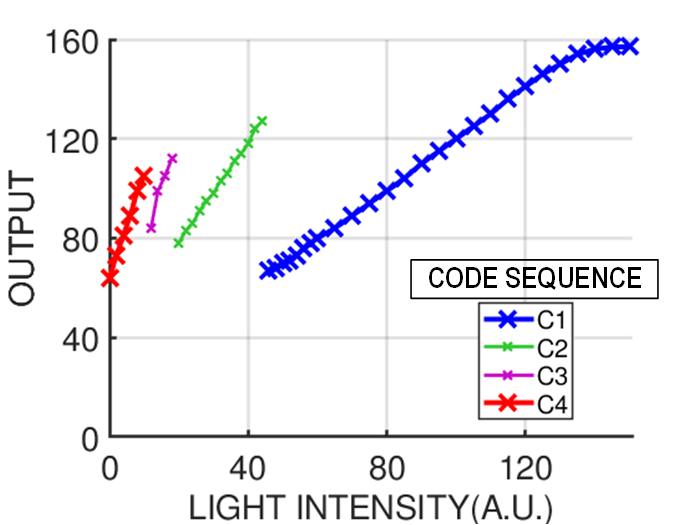 160
120
80
40
0
OUTPUT
0 40 80 120
LIGHT INTENSITY(A.U.)
CODE SEQUENCE
C1
C2
C3
C4